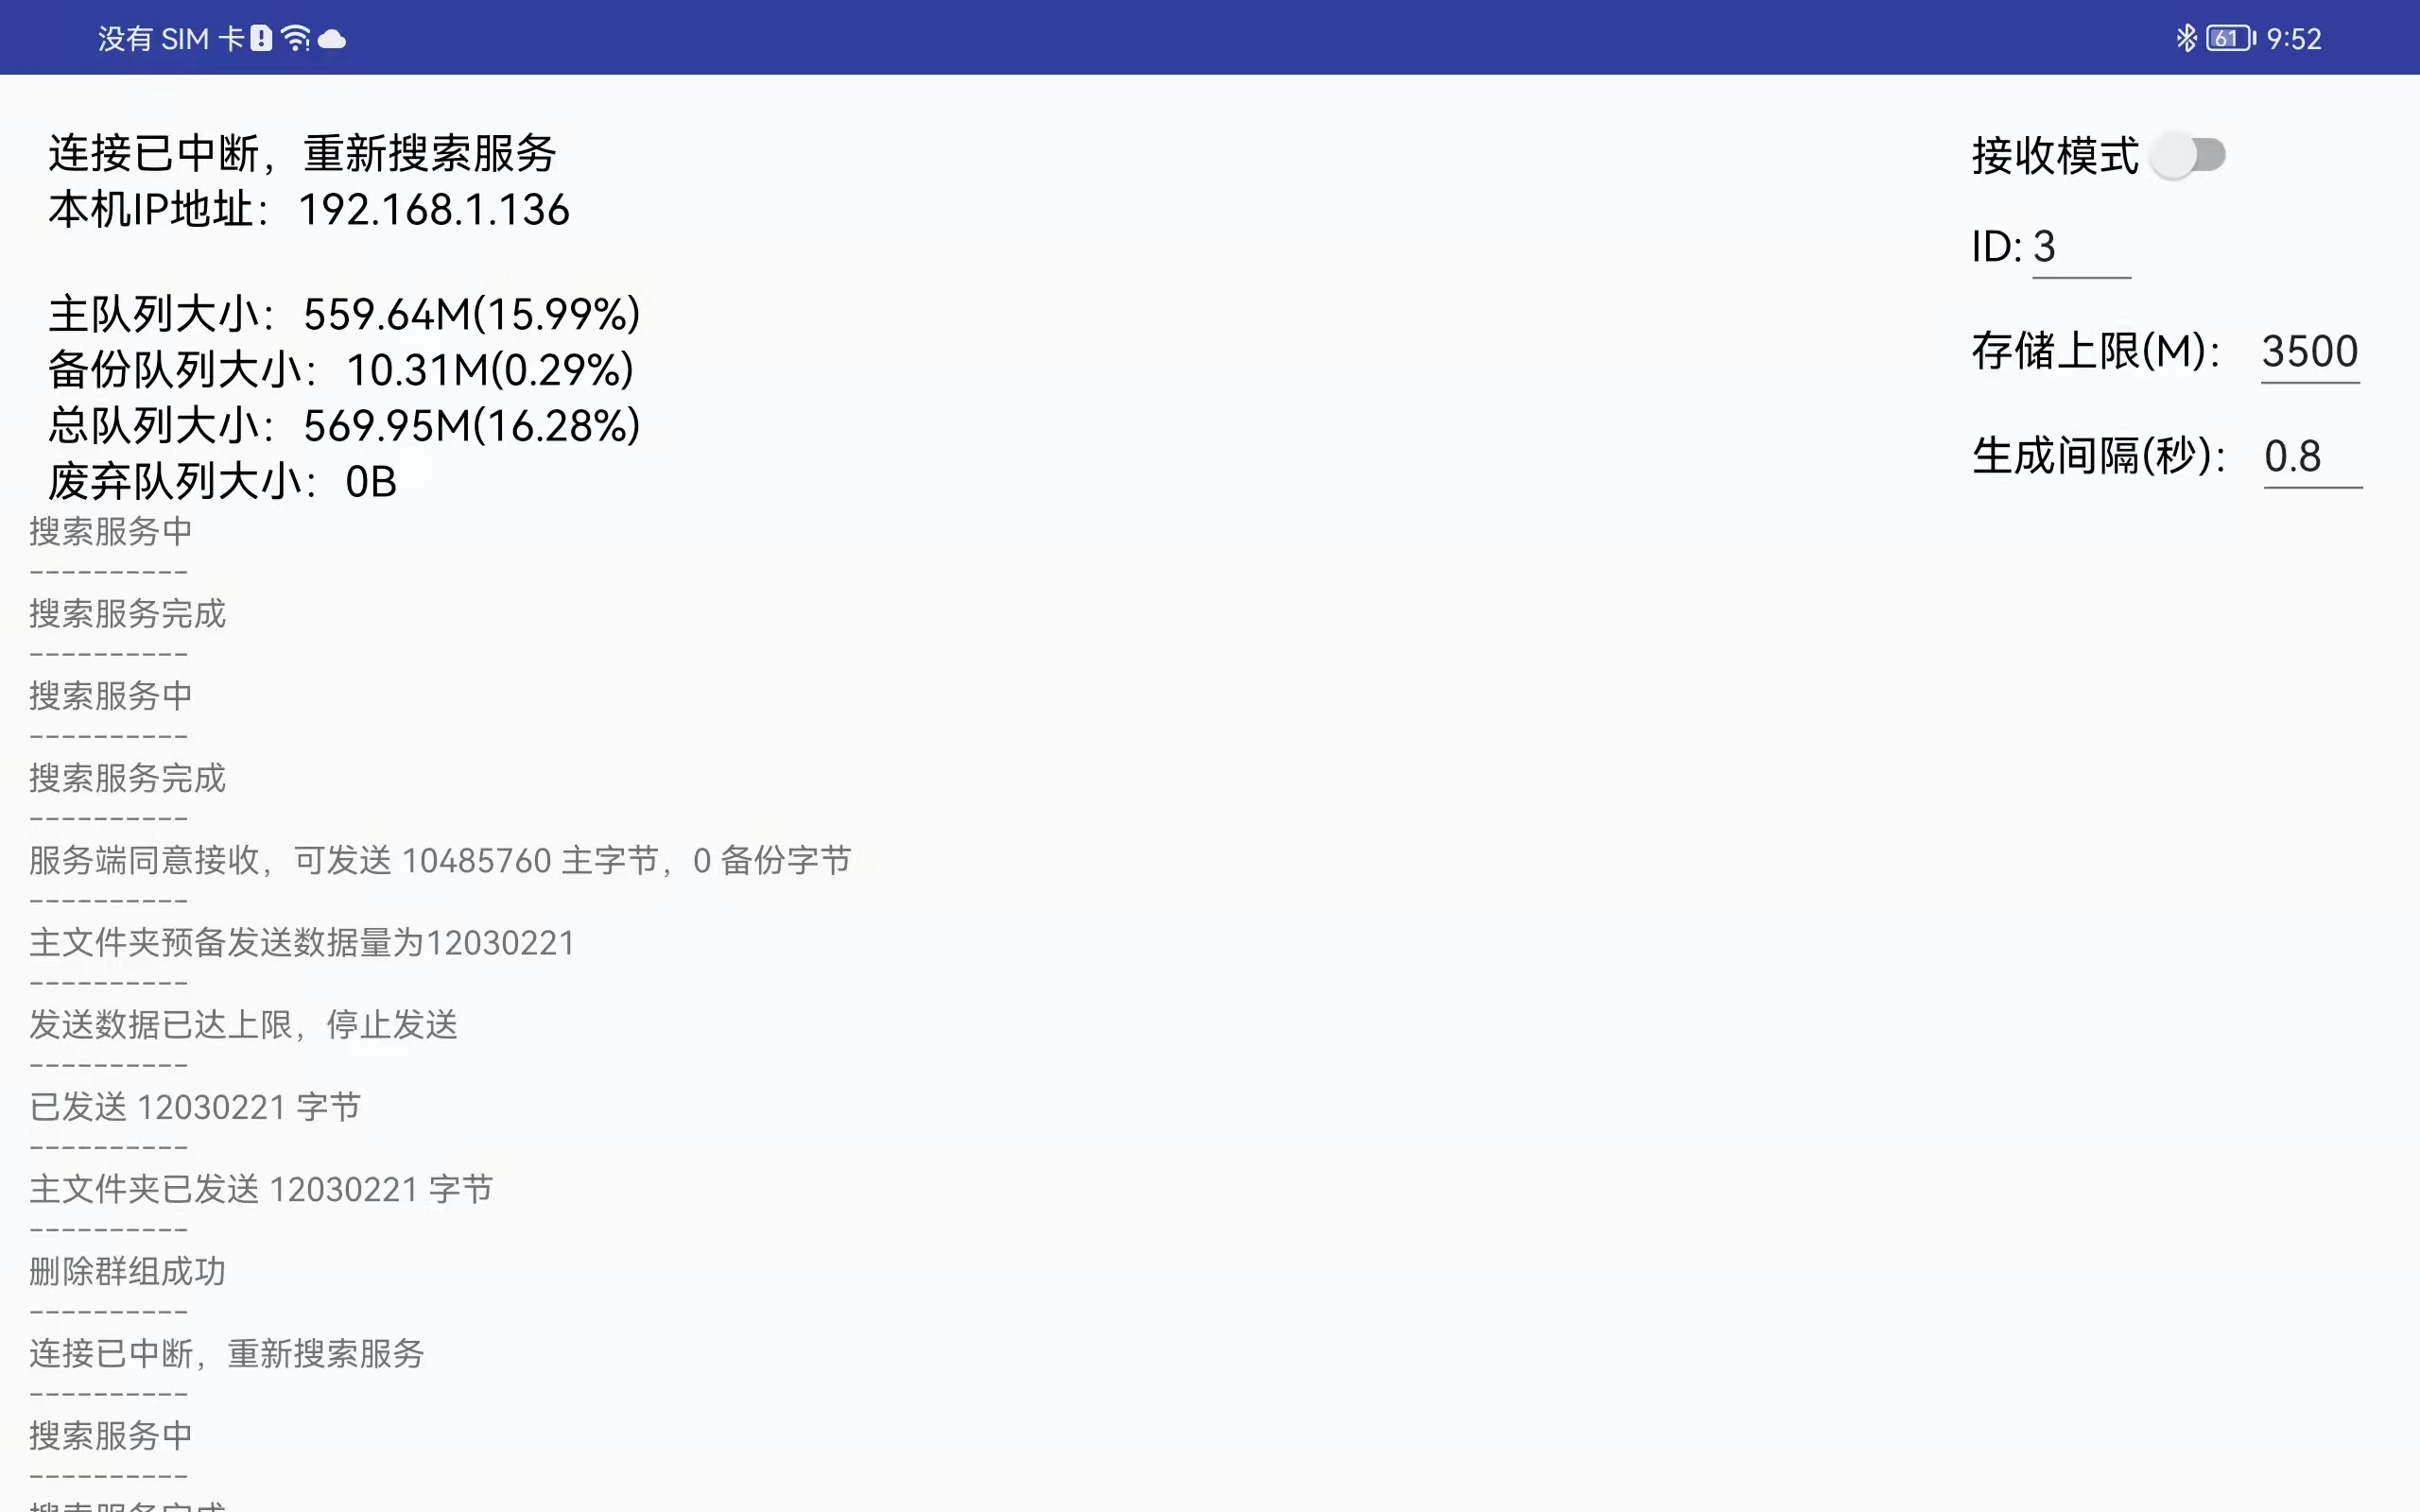 没有 SIM 卡
61 9:52
连接已中断，重新搜索服务
本机IP地址：192.168.1.136
接收模式
ID: 3
主队列大小：559.64M(15.99%)
备份队列大小：10.31M(0.29%)
总队列大小：569.95M(16.28%)
废弃队列大小：0B
存储上限(M)： 3500
生成间隔(秒)： 0.8
搜索服务中
----------
搜索服务完成
----------
搜索服务中
----------
搜索服务完成
----------
服务端同意接收，可发送 10485760 主字节，0 备份字节
----------
主文件夹预备发送数据量为12030221
----------
发送数据已达上限，停止发送
----------
已发送 12030221 字节
----------
主文件夹已发送 12030221 字节
----------
删除群组成功
----------
连接已中断，重新搜索服务
----------
搜索服务中
----------
搜索服务完成